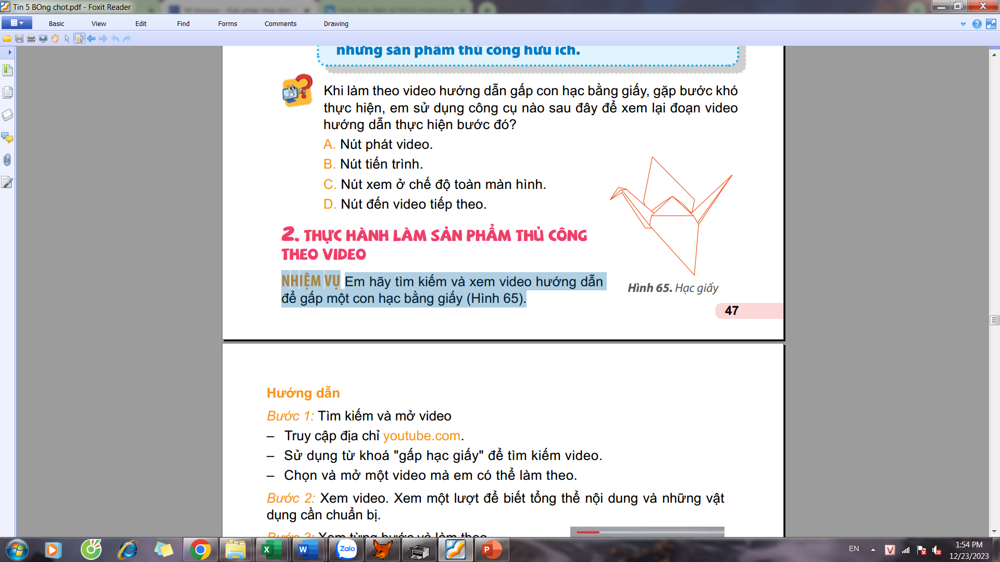 Tin 5 BOng chot.pdf - Foxit Reader
Basic View Edit Find Forms Comments Drawing
những sản phẩm thủ công hữu ích.
Khi làm theo video hướng dẫn gấp con hạc bằng giấy, gặp bước khó
thực hiện, em sử dụng công cụ nào sau đây để xem lại đoạn video
hướng dẫn thực hiện bước đó?
A. Nút phát video.
B. Nút tiến trình.
C. Nút xem ở chế độ toàn màn hình.
D. Nút đến video tiếp theo.
2. THỰC HÀNH LÀM SẢN PHẨM THỦ CÔNG
THEO VIDEO
NHIỆM VỤ Em hãy tìm kiếm và xem video hướng dẫn
để gấp một con hạc bằng giấy (Hình 65).
Hình 65. Hạc giấy
47
Hướng dẫn
Bước 1: Tìm kiếm và mở video
– Truy cập địa chỉ youtube.com.
– Sử dụng từ khoá "gấp hạc giấy" để tìm kiếm video.
– Chọn và mở một video mà em có thể làm theo.
Bước 2: Xem video. Xem một lượt để biết tổng thể nội dung và những vật
dụng cần chuẩn bị.
Bước 3: Xem từng bước và làm theo
Zalo
EN
1:54 PM
12/23/2023